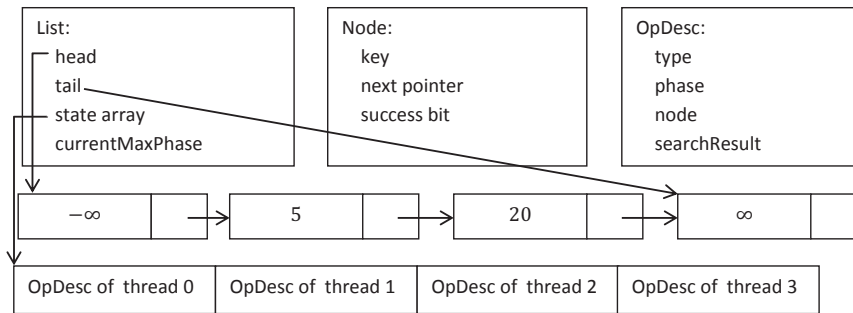 List:
head
tail
state array
currentMaxPhase
Node:
key
next pointer
success bit
OpDesc:
type
phase
node
searchResult
−∞
5
20
∞
OpDesc of thread 0
OpDesc of thread 1
OpDesc of thread 2
OpDesc of thread 3